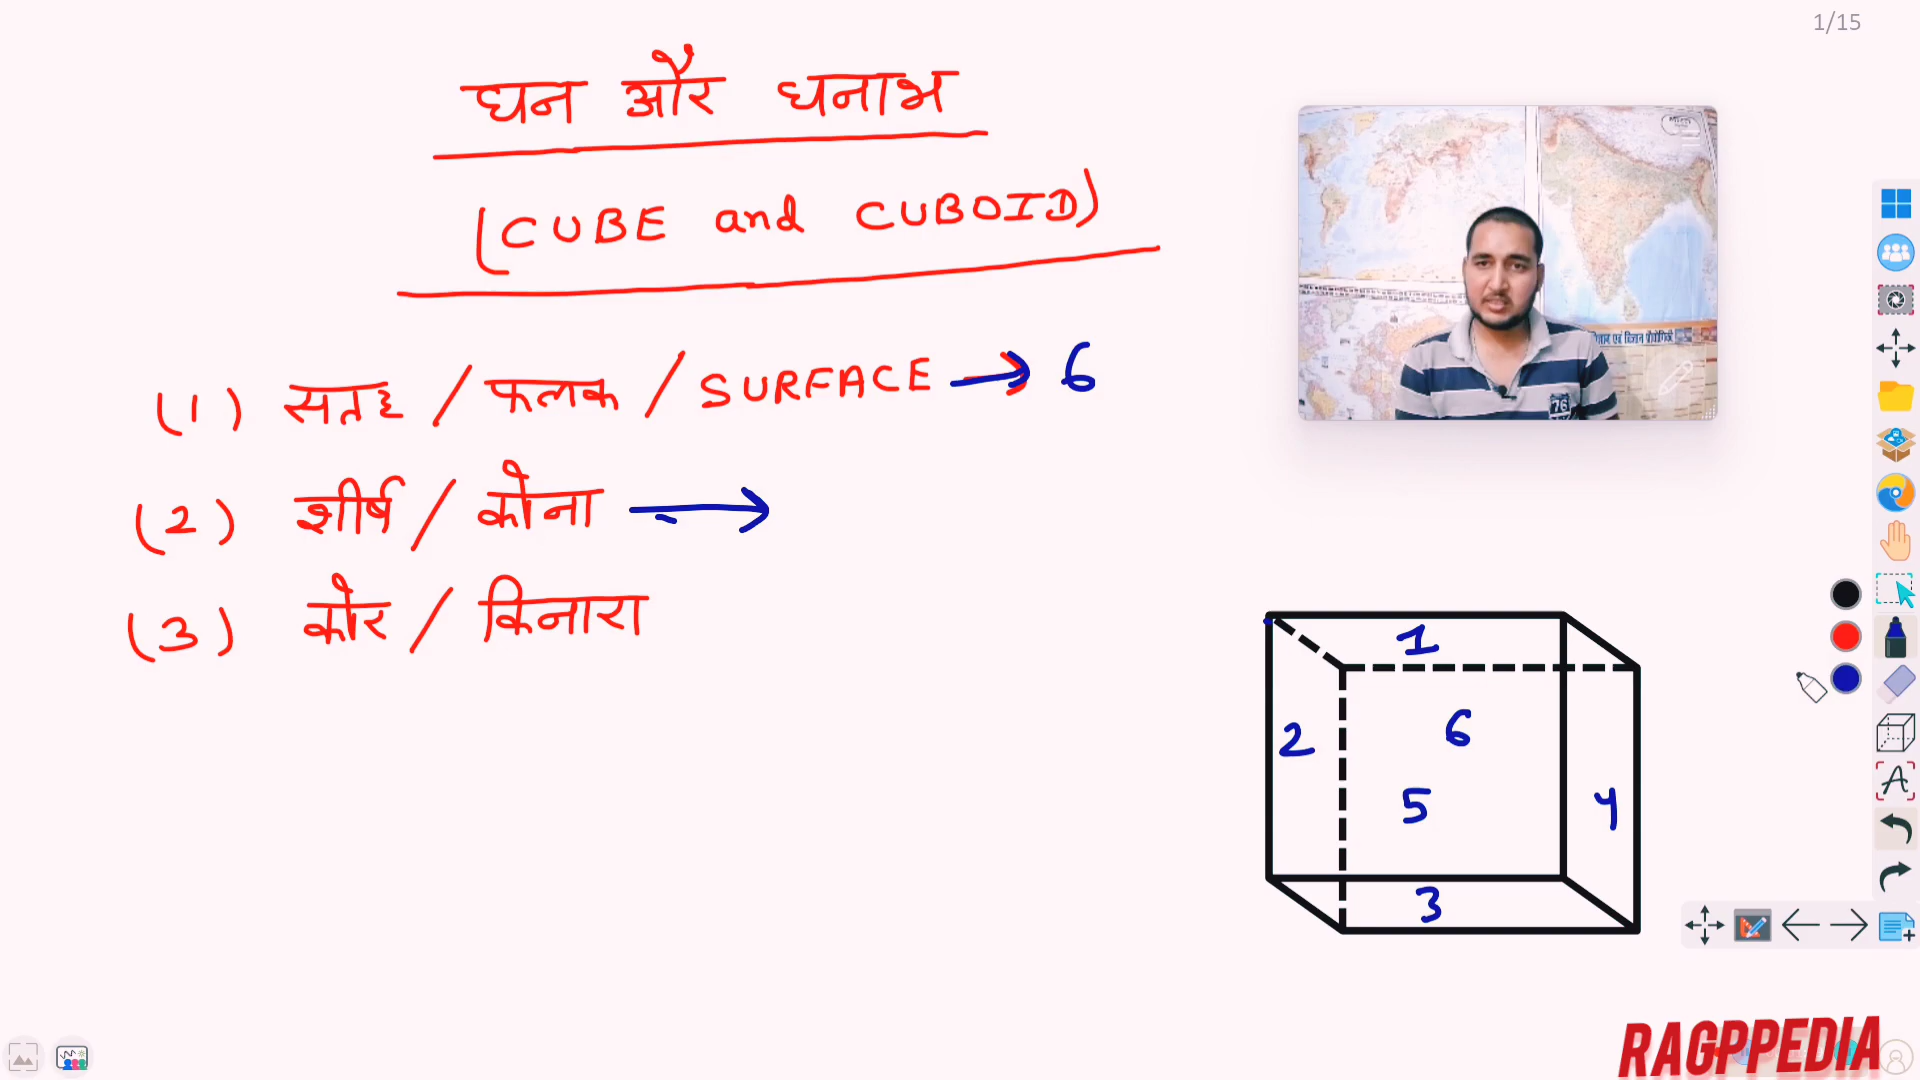 1/15
घन और घनाभ
(CUBE and CUBOID)
(1) सतह / फलक / SURFACE → 6
(2) शीर्ष / कोना →
(3) कोर / किनारा
1
2
6
5
4
3
76
RAGPPEDIA